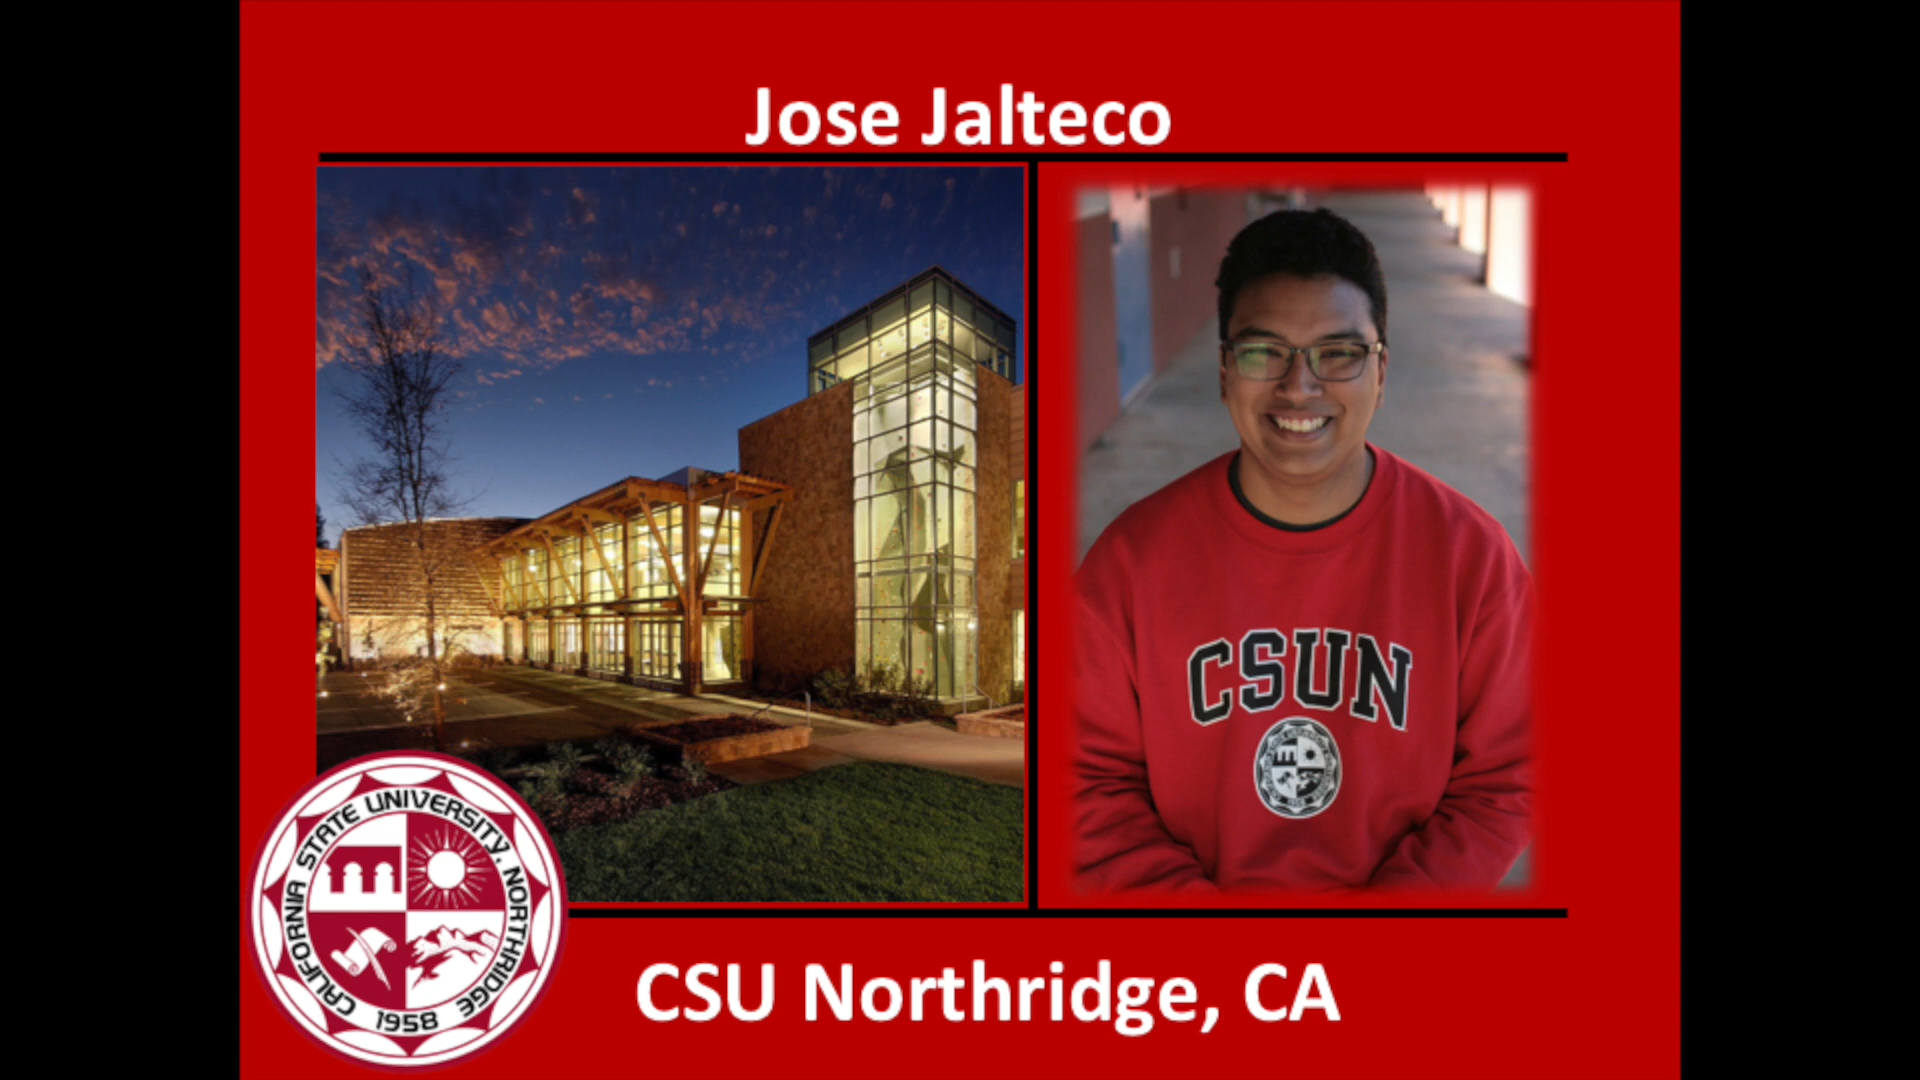 Jose Jalteco
CSUN
CALIFORNIA STATE UNIVERSITY, NORTHRIDGE
1958
CSU Northridge, CA